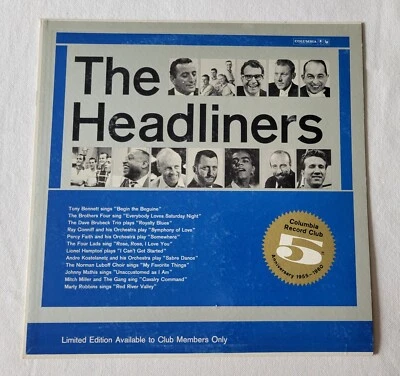 COLUMBIA
The
Headliners
Tony Bennett sings "Begin the Beguine"
The Brothers Four sing "Everybody Loves Saturday Night"
The Dave Brubeck Trio plays "Royalty Blues"
Ray Conniff and his Orchestra play "Symphony of Love"
Percy Faith and his Orchestra play "Somewhere"
The Four Lads sing "Rose, Rose, I Love You"
Lionel Hampton plays "I Can't Get Started"
Andre Kostelanetz and his Orchestra play "Sabre Dance"
The Norman Luboff Choir sings "My Favorite Things"
Johnny Mathis sings "Unaccustomed as I Am"
Mitch Miller and The Gang sing "Cavalry Command"
Marty Robbins sings "Red River Valley"
Columbia
Record Club
5
Anniversary 1955-1960
Limited Edition Available to Club Members Only